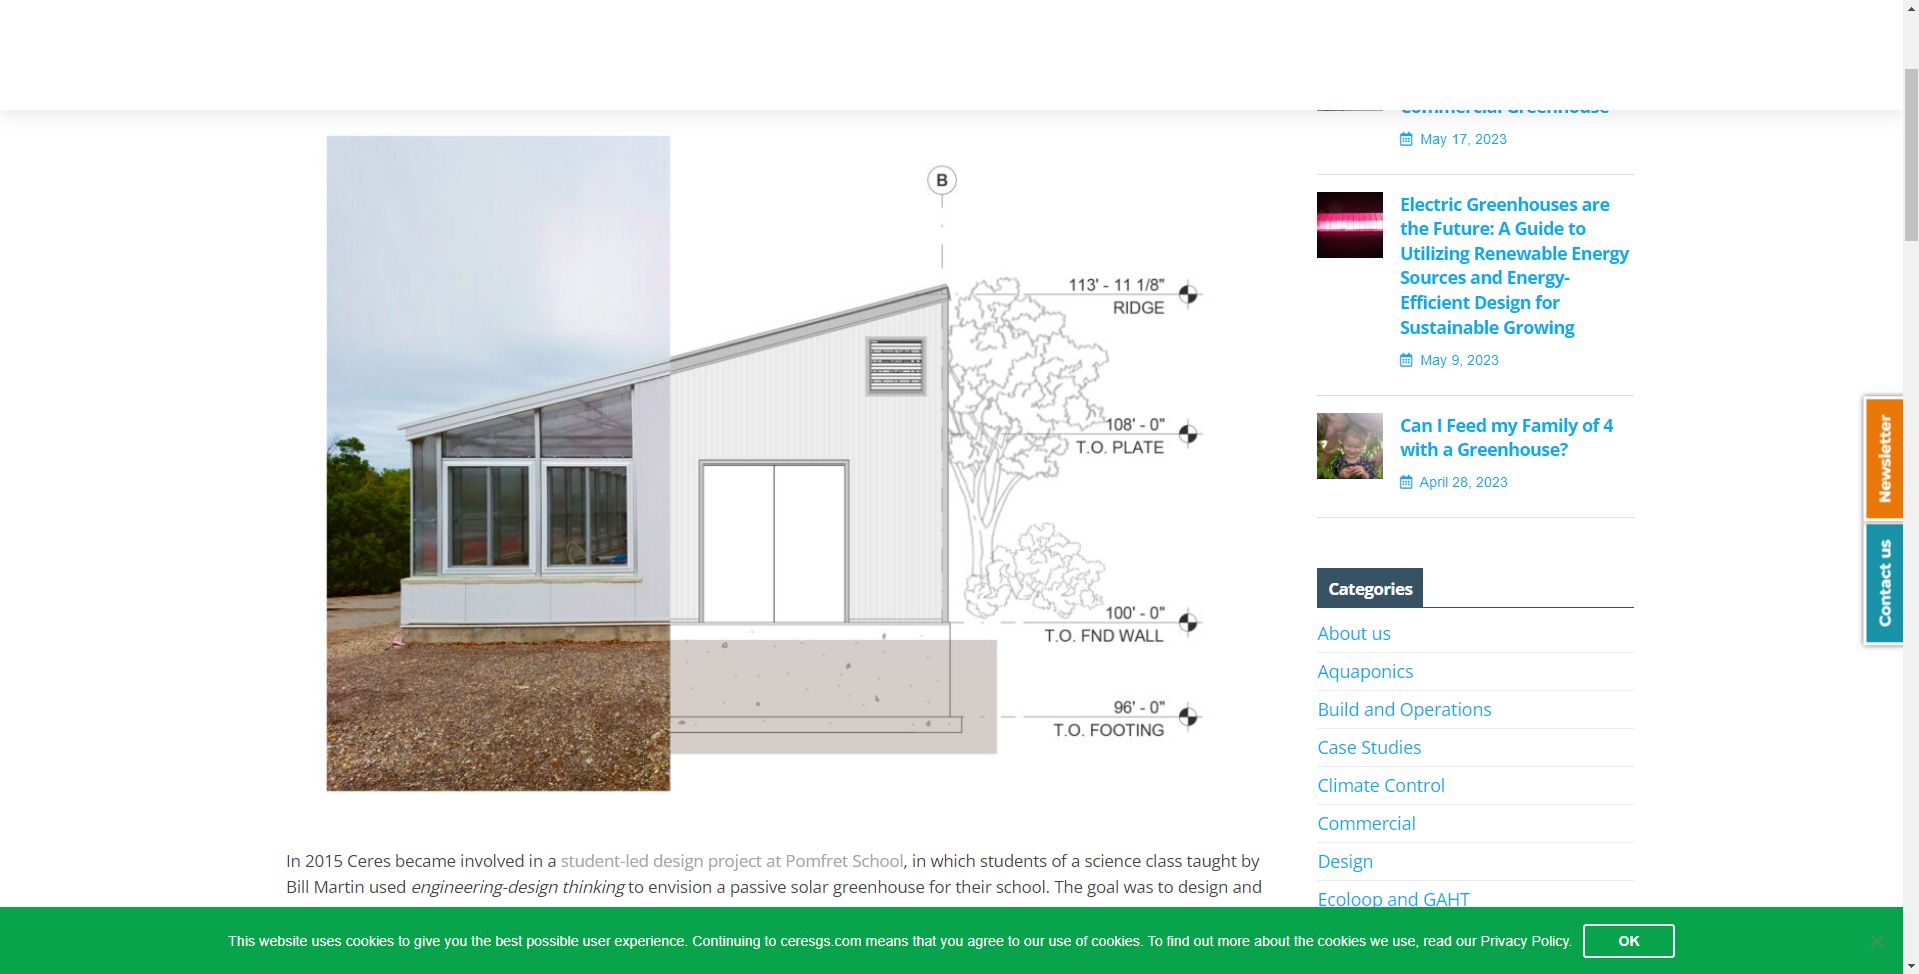 Commercial Greenhouse
May 17, 2023
B
113' - 11 1/8"
RIDGE
108' - 0"
T.O. PLATE
100' - 0"
T.O. FND WALL
96' - 0"
T.O. FOOTING
Electric Greenhouses are
the Future: A Guide to
Utilizing Renewable Energy
Sources and Energy-
Efficient Design for
Sustainable Growing
May 9, 2023
Can I Feed my Family of 4
with a Greenhouse?
April 28, 2023
Newsletter
Contact us
Categories
About us
Aquaponics
Build and Operations
Case Studies
Climate Control
Commercial
Design
Ecoloop and GAHT
In 2015 Ceres became involved in a student-led design project at Pomfret School, in which students of a science class taught by
Bill Martin used engineering-design thinking to envision a passive solar greenhouse for their school. The goal was to design and
This website uses cookies to give you the best possible user experience. Continuing to ceresgs.com means that you agree to our use of cookies. To find out more about the cookies we use, read our Privacy Policy.
OK